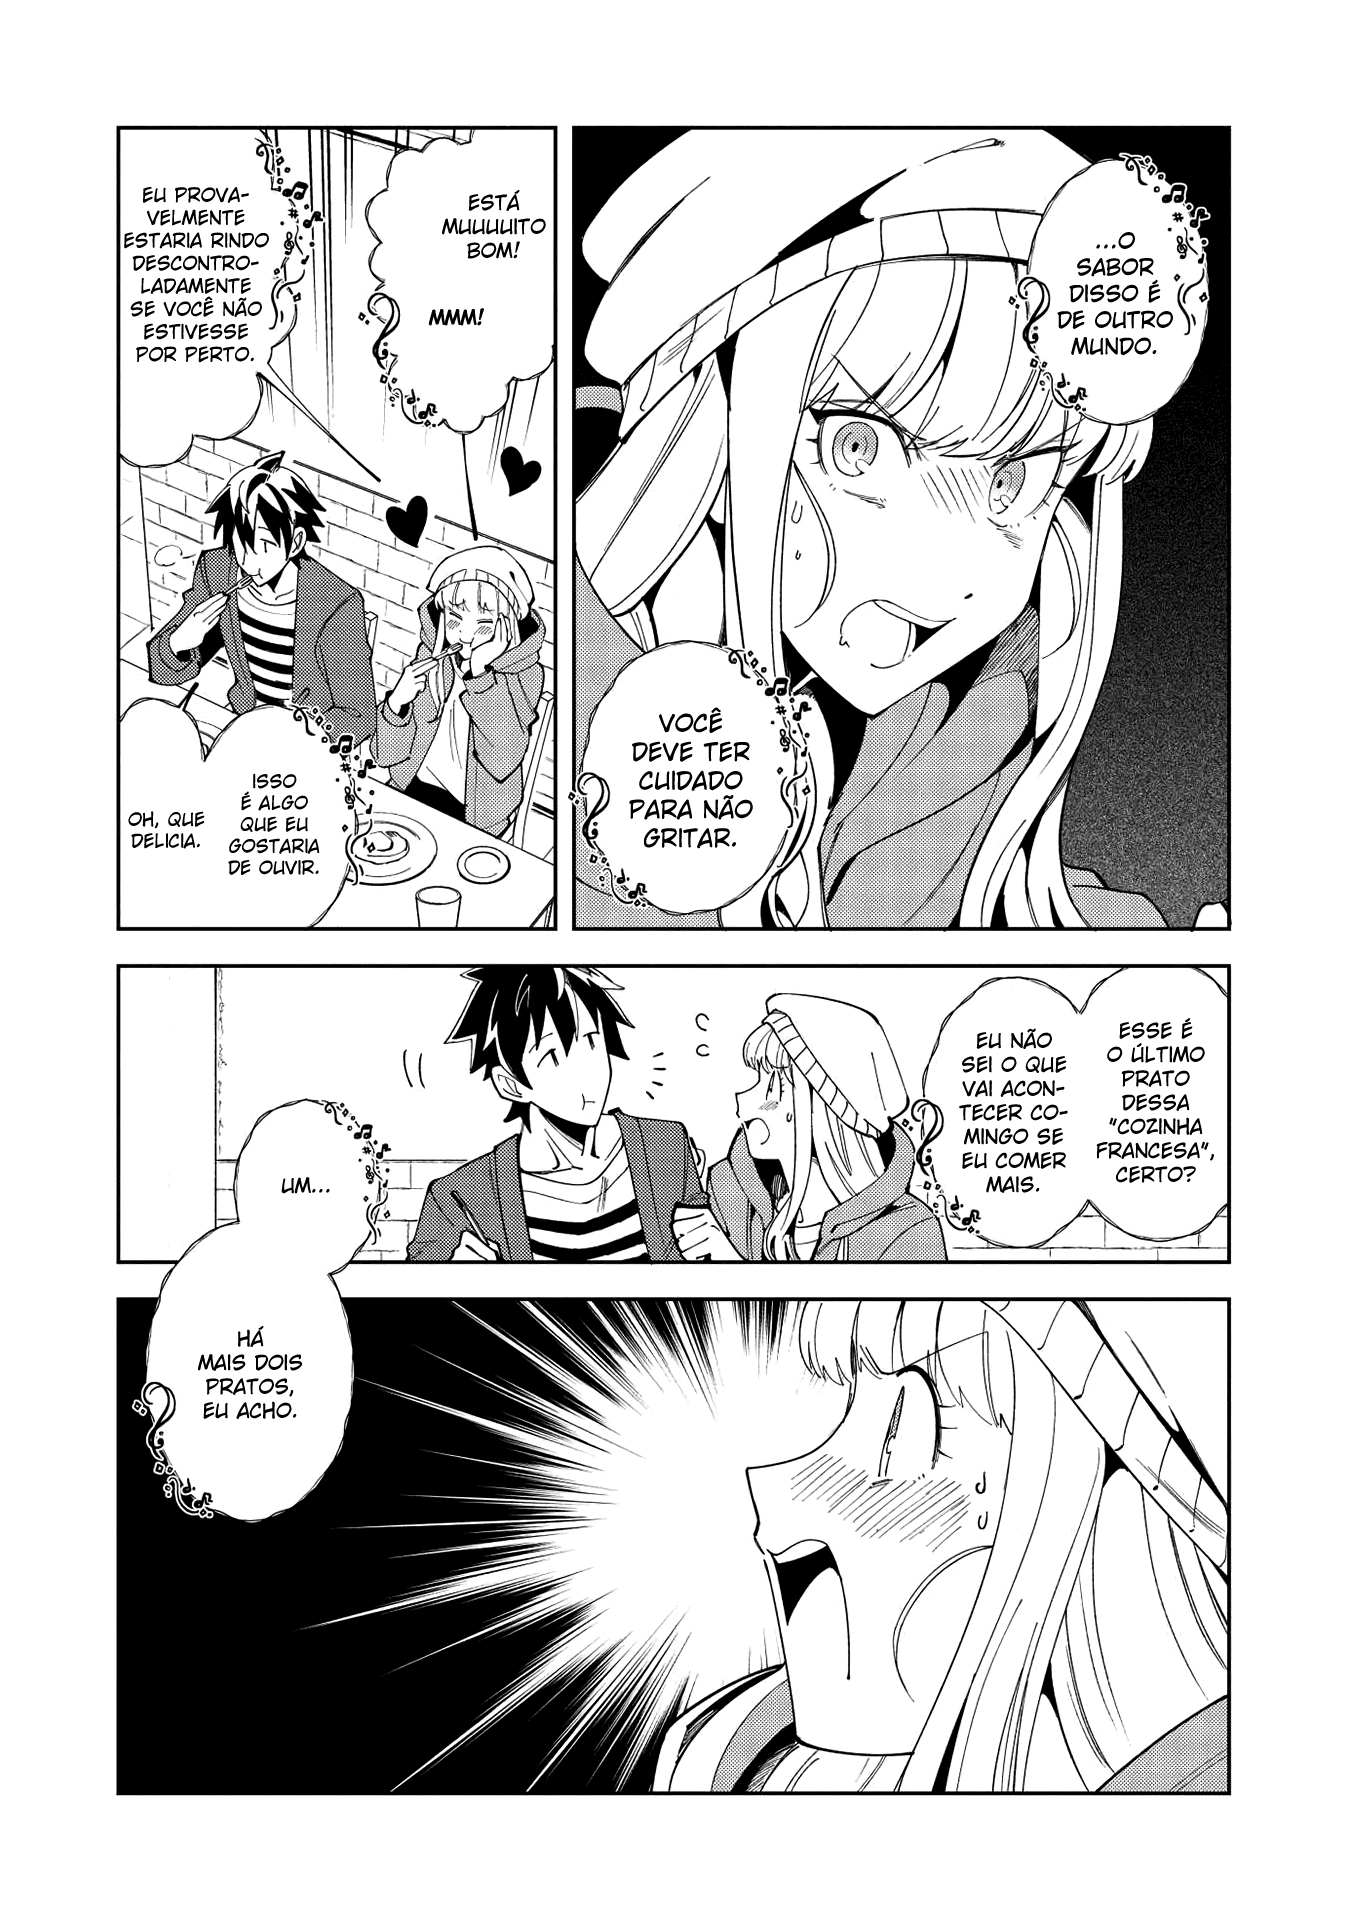 ...O
SABOR
DISSO É
DE OUTRO
MUNDO.
VOCÊ
DEVE TER
CUIDADO
PARA NÃO
GRITAR.
ESTÁ
MUUUUITO
BOM!
MMM!
EU PROVA-
VELMENTE
ESTARIA RINDO
DESCONTRO-
LADAMENTE
SE VOCÊ NÃO
ESTIVESSE
POR PERTO.
ISSO
É ALGO
QUE EU
GOSTARIA
DE OUVIR.
OH, QUE
DELICIA.
ESSE É
O ÚLTIMO
PRATO
DESSA
"COZINHA
FRANCESA",
CERTO?
EU NÃO
SEI O QUE
VAI ACON-
TECER CO-
MINGO SE
EU COMER
MAIS.
UM...
HÁ
MAIS DOIS
PRATOS,
EU ACHO.